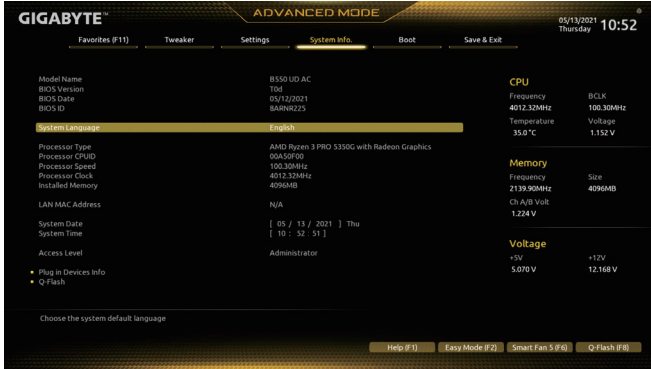 GIGABYTE™
ADVANCED MODE
05/13/2021 Thursday 10:52
Favorites (F11) Tweaker Settings System Info. Boot Save & Exit
Model Name B550 UD AC
BIOS Version T0d
BIOS Date 05/12/2021
BIOS ID 8ARNR225
System Language English
Processor Type AMD Ryzen 3 PRO 5350G with Radeon Graphics
Processor CPUID 00A50F00
Processor Speed 100.30MHz
Processor Clock 4012.32MHz
Installed Memory 4096MB
LAN MAC Address N/A
System Date [ 05 / 13 / 2021 ] Thu
System Time [ 10 : 52 : 51 ]
Access Level Administrator
Plug in Devices Info
Q-Flash
CPU
Frequency BCLK
4012.32MHz 100.30MHz
Temperature Voltage
35.0 °C 1.152 V
Memory
Frequency Size
2139.90MHz 4096MB
Ch A/B Volt
1.224 V
Voltage
+5V +12V
5.070 V 12.168 V
Choose the system default language
Help (F1) Easy Mode (F2) Smart Fan 5 (F6) Q-Flash (F8)